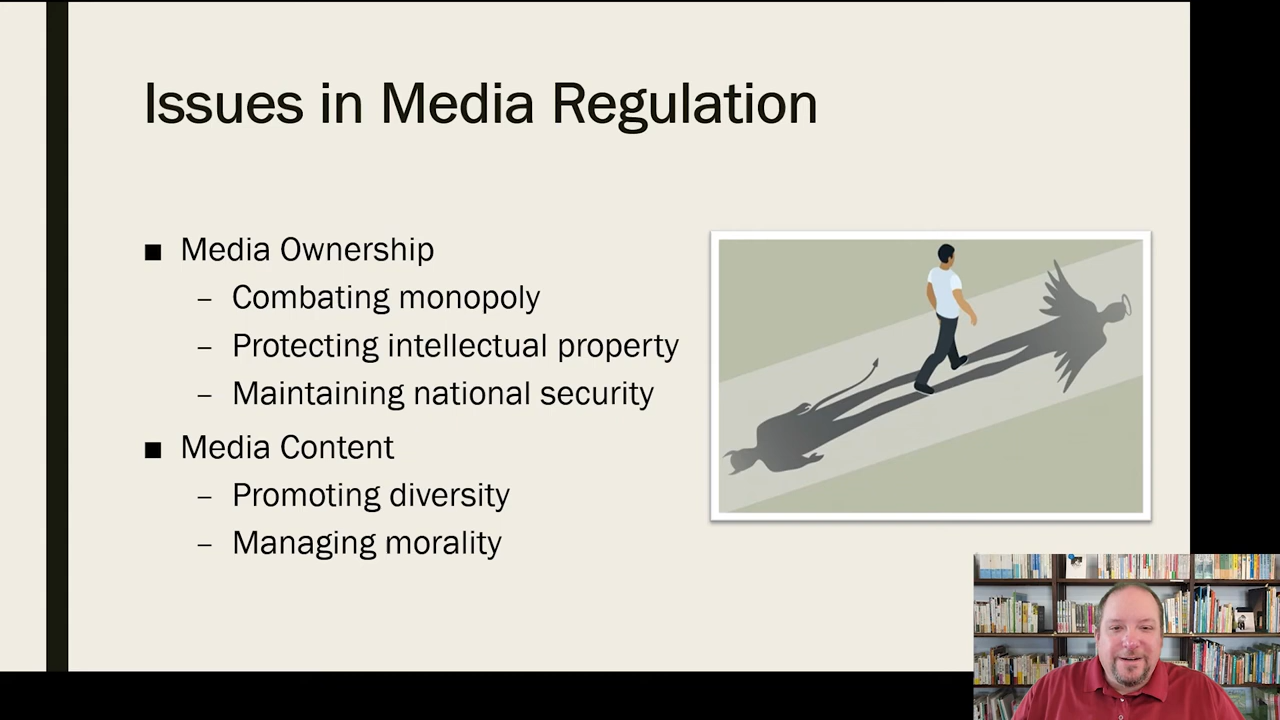 Issues in Media Regulation
■ Media Ownership
– Combating monopoly
– Protecting intellectual property
– Maintaining national security
■ Media Content
– Promoting diversity
– Managing morality